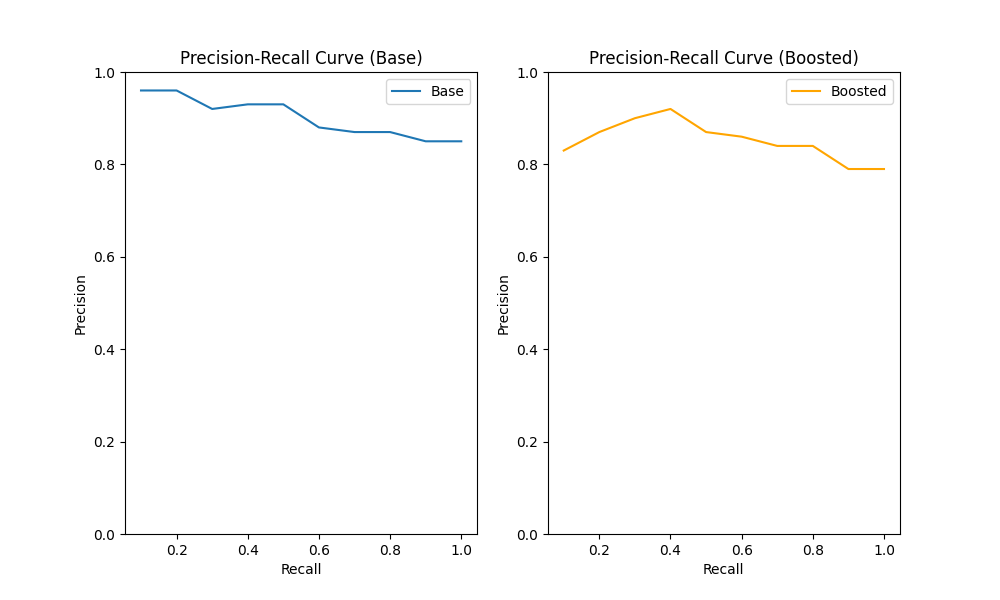 Precision-Recall Curve (Base)
Base
1.0
0.8
0.6
0.4
0.2
0.0
Precision
0.2 0.4 0.6 0.8 1.0
Recall
Precision-Recall Curve (Boosted)
Boosted
1.0
0.8
0.6
0.4
0.2
0.0
Precision
0.2 0.4 0.6 0.8 1.0
Recall